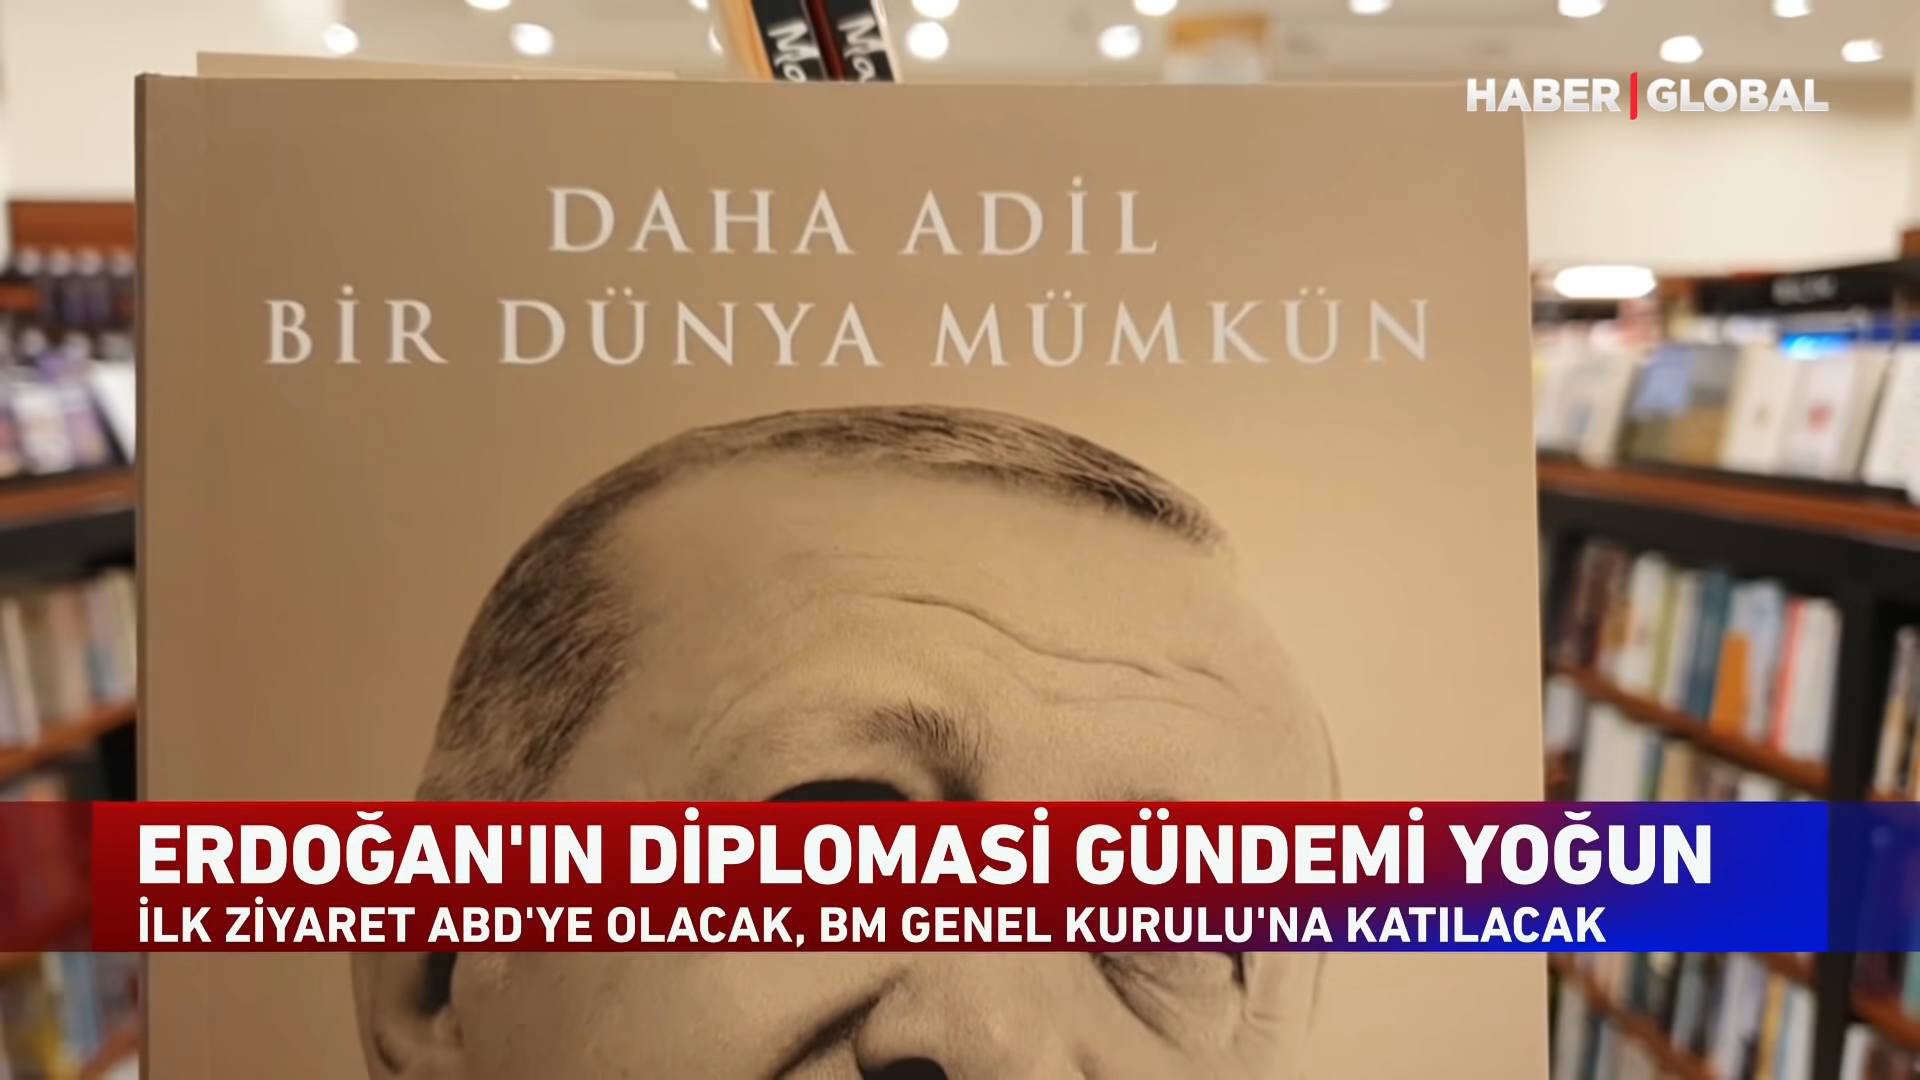 HABER GLOBAL
DAHA ADİL
BİR DÜNYA MÜMKÜN
ERDOĞAN'IN DİPLOMASİ GÜNDEMİ YOĞUN
İLK ZİYARET ABD'YE OLACAK, BM GENEL KURULU'NA KATILACAK